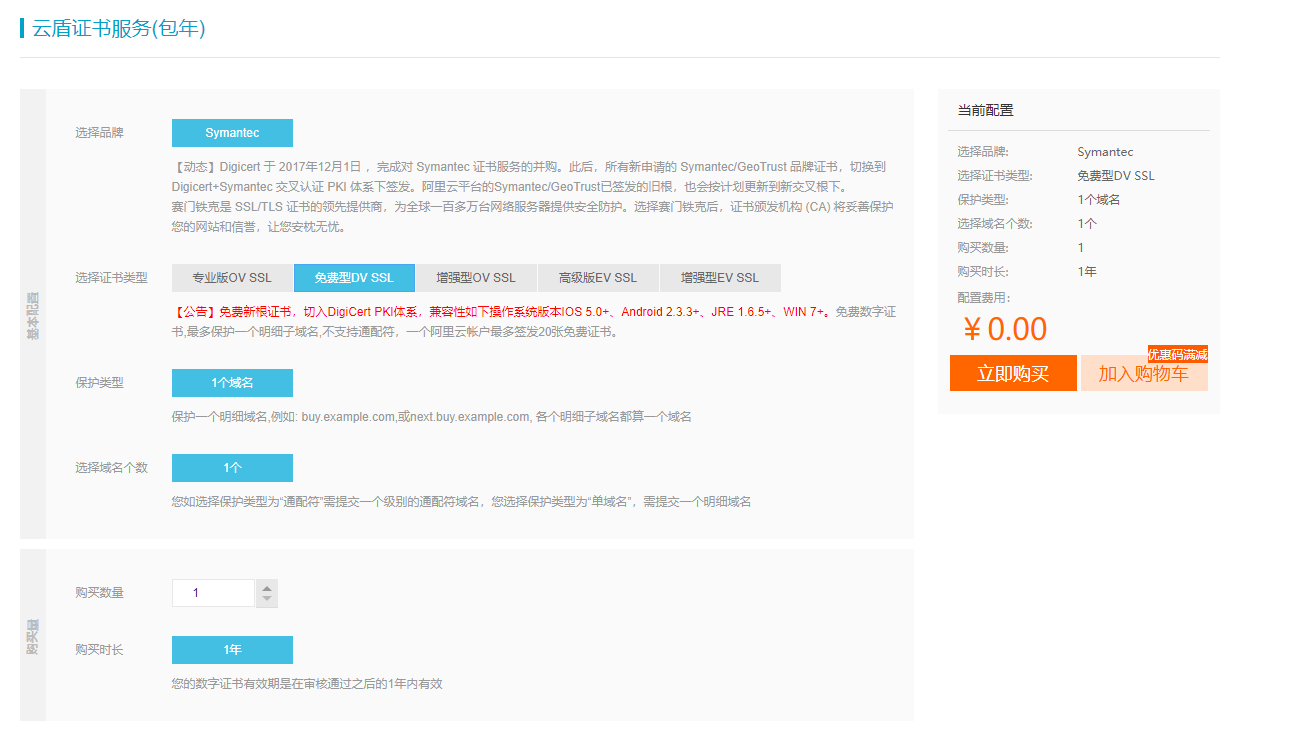 云盾证书服务(包年)
基本配置
选择品牌
Symantec
【动态】Digicert 于 2017年12月1日 ，完成对 Symantec 证书服务的并购。此后，所有新申请的 Symantec/GeoTrust 品牌证书，切换到
Digicert+Symantec 交叉认证 PKI 体系下签发。阿里云平台的Symantec/GeoTrust已签发的旧根，也会按计划更新到新交叉根下。
赛门铁克是 SSL/TLS 证书的领先提供商，为全球一百多万台网络服务器提供安全防护。选择赛门铁克后，证书颁发机构 (CA) 将妥善保护
您的网站和信誉，让您安枕无忧。
选择证书类型
专业版OV SSL 免费型DV SSL 增强型OV SSL 高级版EV SSL 增强型EV SSL
【公告】免费新根证书，切入DigiCert PKI体系，兼容性如下操作系统版本IOS 5.0+、Android 2.3.3+、JRE 1.6.5+、WIN 7+。免费数字证
书,最多保护一个明细子域名,不支持通配符，一个阿里云帐户最多签发20张免费证书。
保护类型
1个域名
保护一个明细域名,例如: buy.example.com,或next.buy.example.com, 各个明细子域名都算一个域名
选择域名个数
1个
您如选择保护类型为“通配符”需提交一个级别的通配符域名，您选择保护类型为“单域名”，需提交一个明细域名
购买量
购买数量
1
购买时长
1年
您的数字证书有效期是在审核通过之后的1年内有效
当前配置
选择品牌: Symantec
选择证书类型: 免费型DV SSL
保护类型: 1个域名
选择域名个数: 1个
购买数量: 1
购买时长: 1年
配置费用:
¥ 0.00
优惠码满减
立即购买 加入购物车